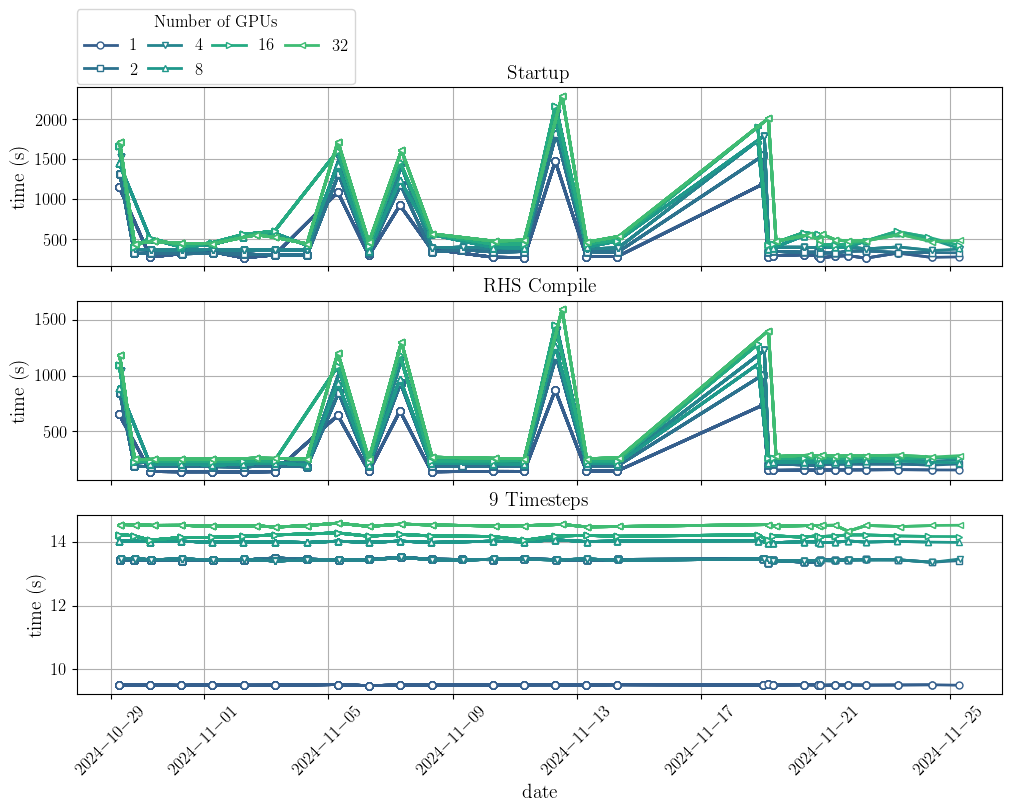 Number of GPUs
1 4 16 32
2 8
Startup
time (s)
2000
1500
1000
500
RHS Compile
time (s)
1500
1000
500
9 Timesteps
time (s)
14
12
10
2024−10−29
2024−11−01
2024−11−05
2024−11−09
2024−11−13
2024−11−17
2024−11−21
2024−11−25
date